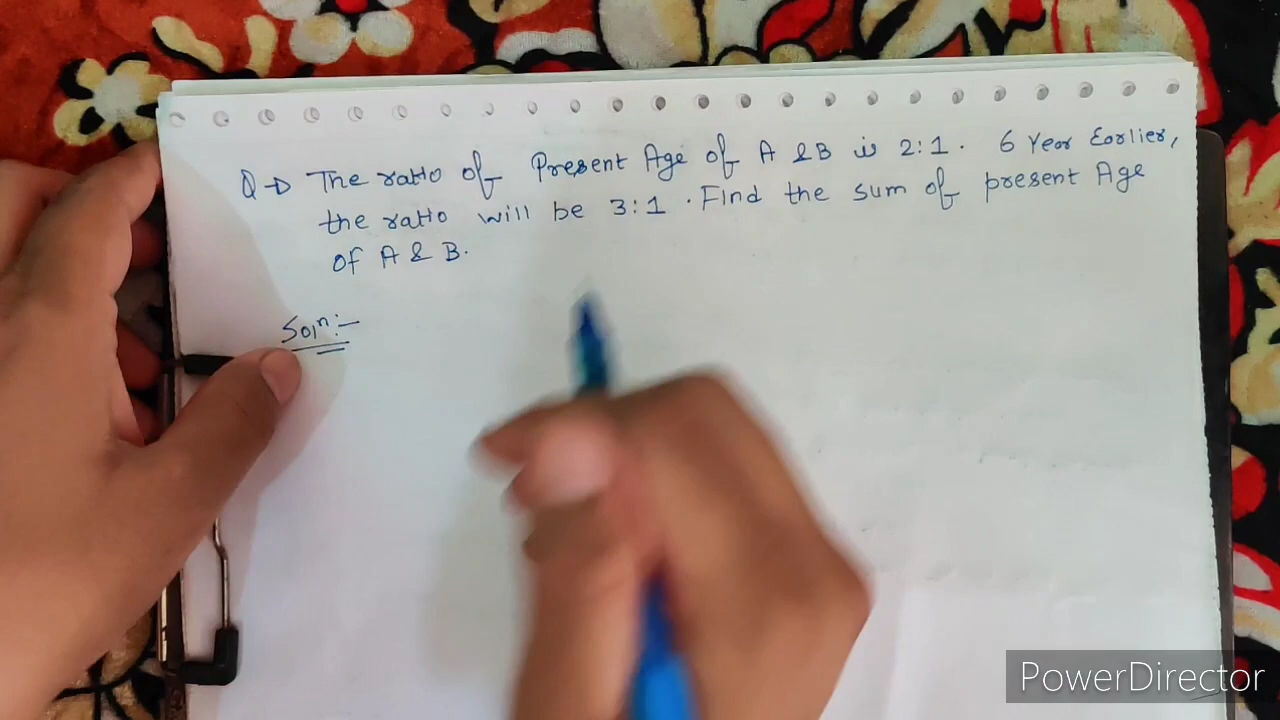 Q→ The ratio of Present Age of A & B is 2:1. 6 Year Earlier,
the ratio will be 3:1. Find the sum of present Age
of A & B.
Solⁿ:-
PowerDirector